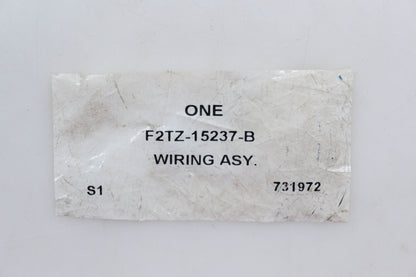 ONE
F2TZ-15237-B
WIRING ASY.
S1 731972